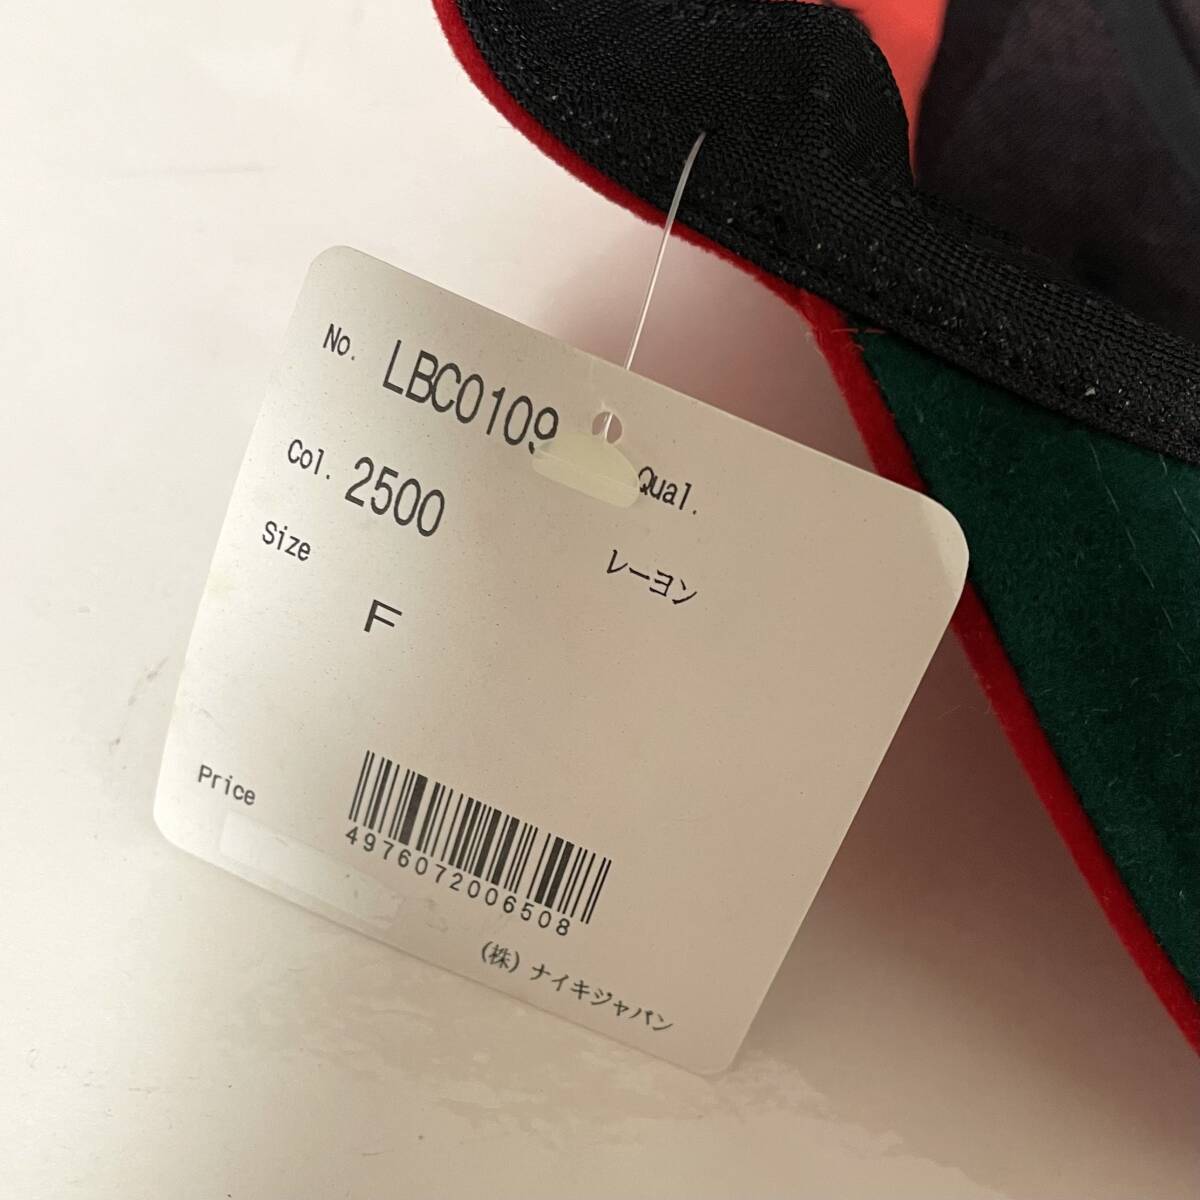 No. LBC0109
Col. 2500
Qual.
Size
レーヨン
F
Price
4976072006508
(株) ナイキジャパン